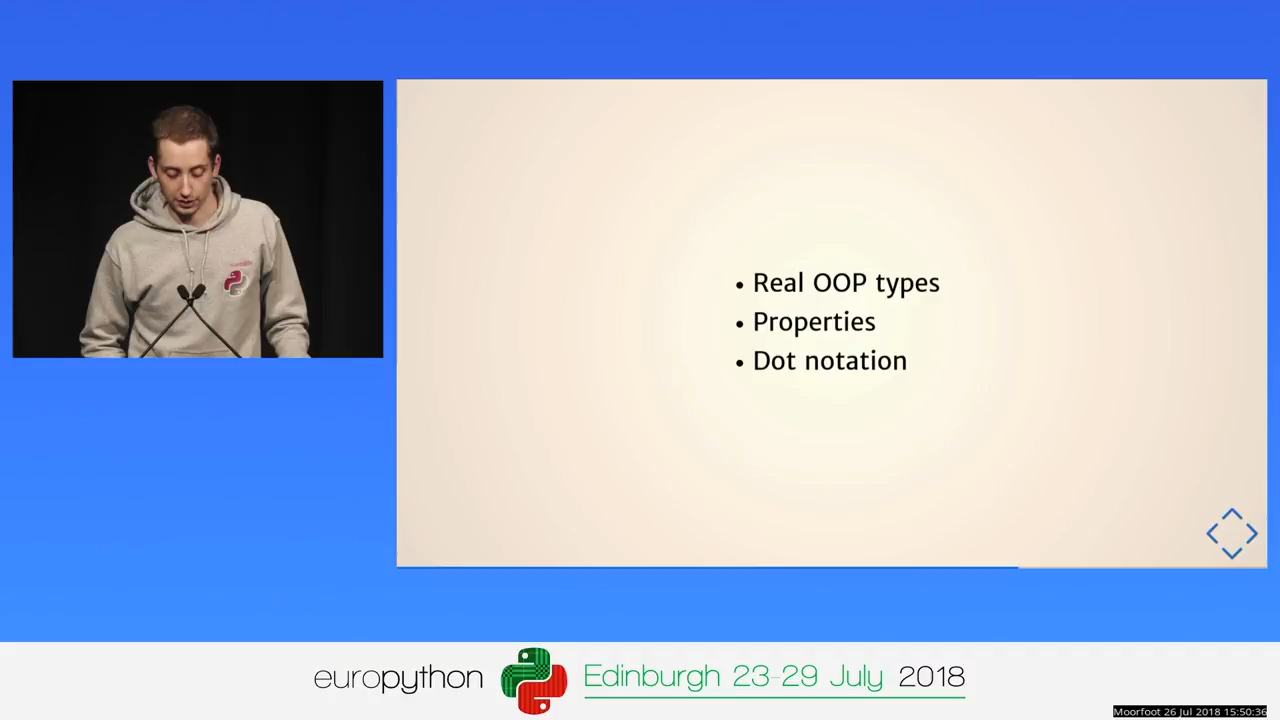 • Real OOP types
• Properties
• Dot notation
europython Edinburgh 23-29 July 2018
Moorfoot 26 Jul 2018 15:50:36